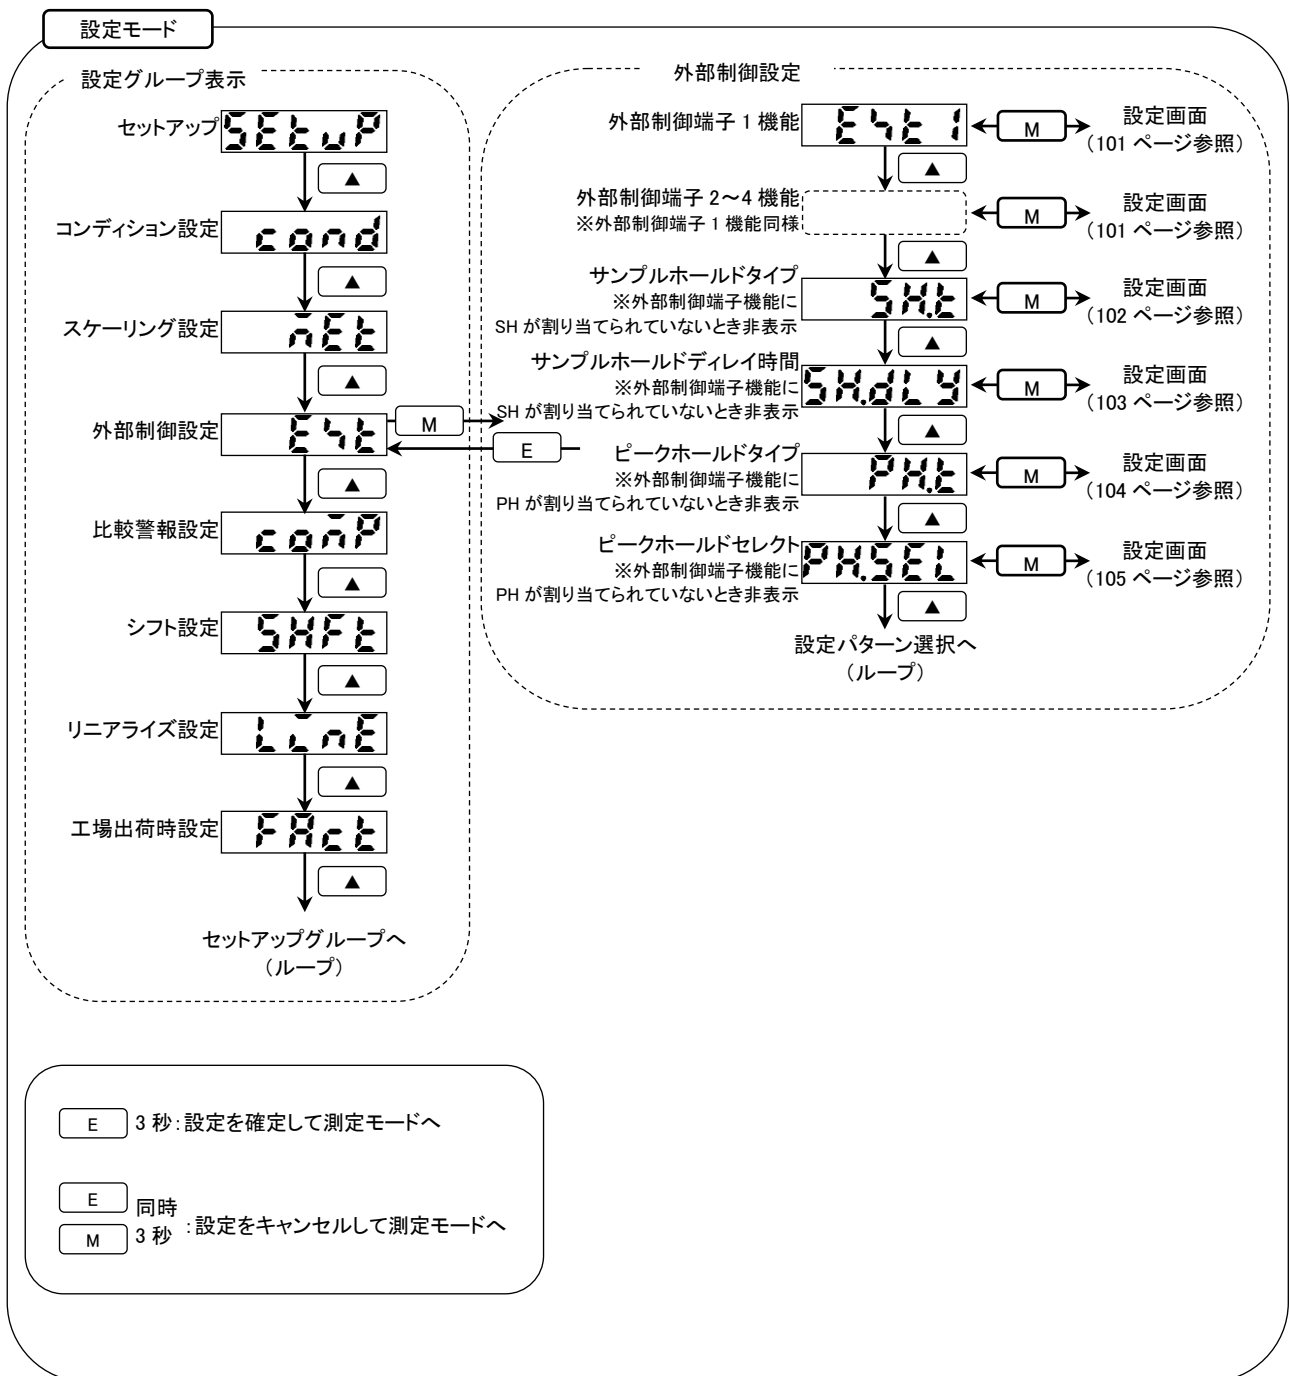 設定モード
設定グループ表示
セットアップ SEtuP
▲
コンディション設定 cond
▲
スケーリング設定 mEt
▲
外部制御設定 Ext
M
E
▲
比較警報設定 comP
▲
シフト設定 SHFt
▲
リニアライズ設定 LinE
▲
工場出荷時設定 FAct
▲
セットアップグループへ
(ループ)
外部制御設定
外部制御端子 1 機能 Ext1 M 設定画面
(101 ページ参照)
▲
外部制御端子 2～4 機能
※外部制御端子 1 機能同様
M 設定画面
(101 ページ参照)
▲
サンプルホールドタイプ
※外部制御端子機能に
SH が割り当てられていないとき非表示
SH.t M 設定画面
(102 ページ参照)
▲
サンプルホールドディレイ時間
※外部制御端子機能に
SH が割り当てられていないとき非表示
SH.dLY M 設定画面
(103 ページ参照)
▲
ピークホールドタイプ
※外部制御端子機能に
PH が割り当てられていないとき非表示
PH.t M 設定画面
(104 ページ参照)
▲
ピークホールドセレクト
※外部制御端子機能に
PH が割り当てられていないとき非表示
PH.SEL M 設定画面
(105 ページ参照)
▲
設定パターン選択へ
(ループ)
E 3 秒：設定を確定して測定モードへ
E 同時
M 3 秒 ：設定をキャンセルして測定モードへ